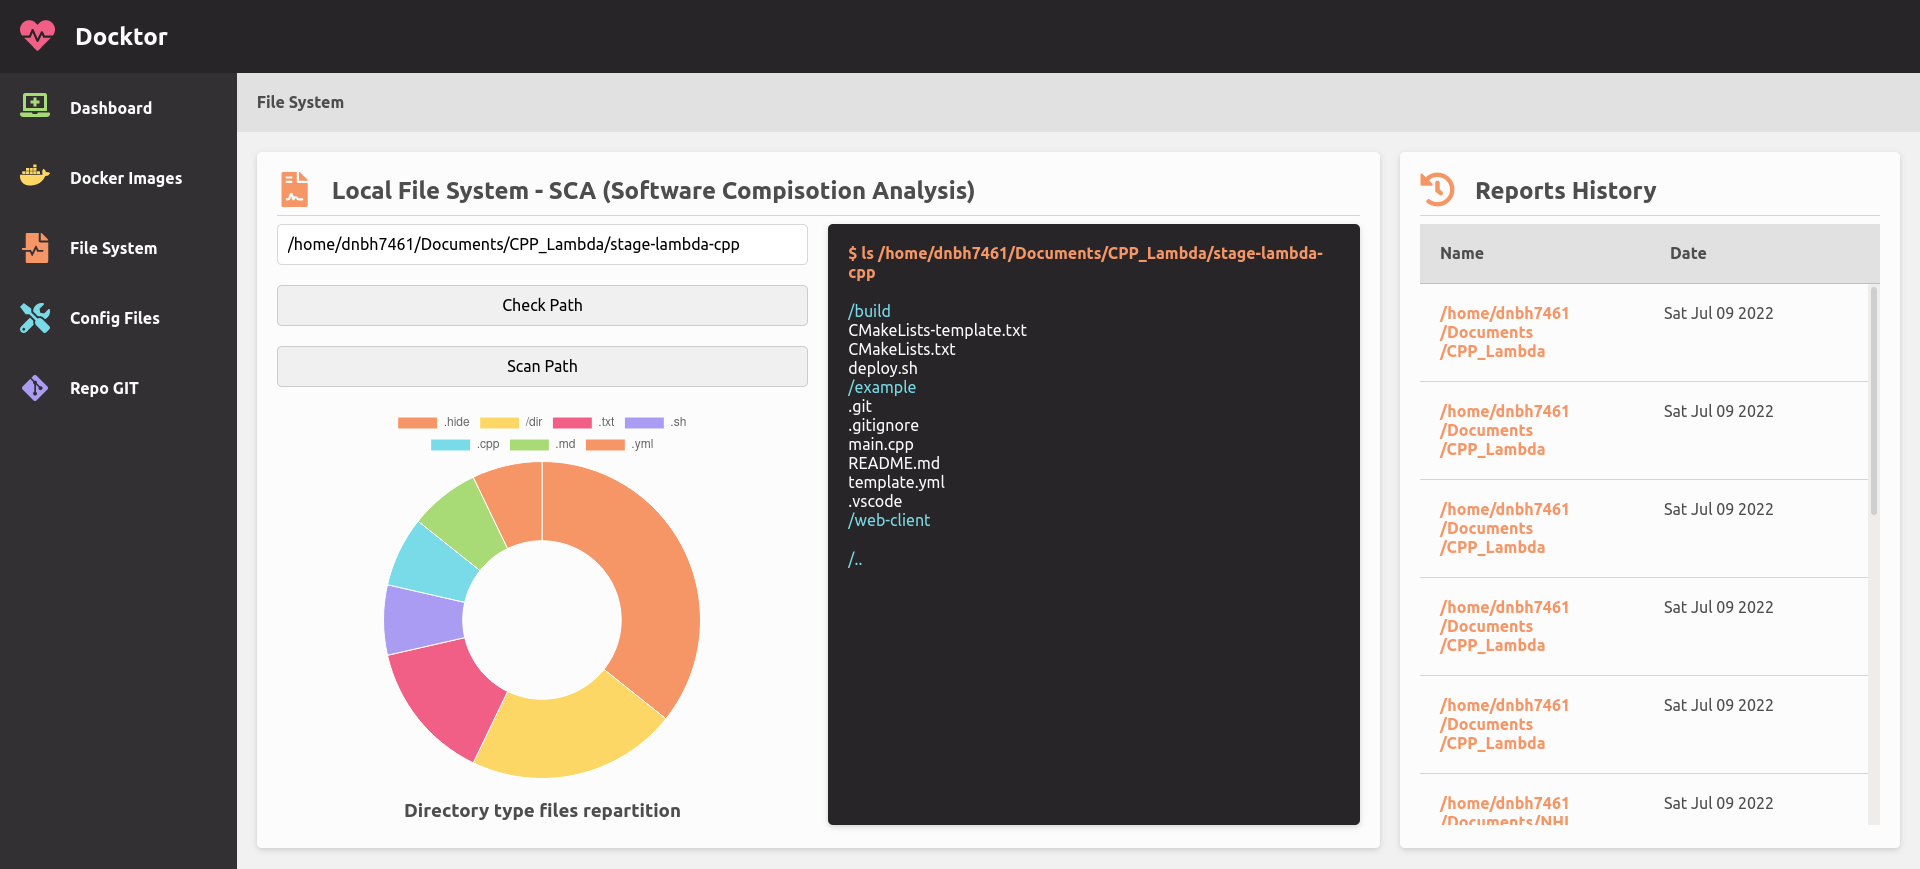 Docktor
Dashboard
Docker Images
File System
Config Files
Repo GIT
File System
Local File System - SCA (Software Compisotion Analysis)
/home/dnbh7461/Documents/CPP_Lambda/stage-lambda-cpp
Check Path
Scan Path
.hide /dir .txt .sh
.cpp .md .yml
Directory type files repartition
$ ls /home/dnbh7461/Documents/CPP_Lambda/stage-lambda-
cpp
/build
CMakeLists-template.txt
CMakeLists.txt
deploy.sh
/example
.git
.gitignore
main.cpp
README.md
template.yml
.vscode
/web-client
/..
Reports History
Name Date
/home/dnbh7461 Sat Jul 09 2022
/Documents
/CPP_Lambda
/home/dnbh7461 Sat Jul 09 2022
/Documents
/CPP_Lambda
/home/dnbh7461 Sat Jul 09 2022
/Documents
/CPP_Lambda
/home/dnbh7461 Sat Jul 09 2022
/Documents
/CPP_Lambda
/home/dnbh7461 Sat Jul 09 2022
/Documents
/CPP_Lambda
/home/dnbh7461 Sat Jul 09 2022